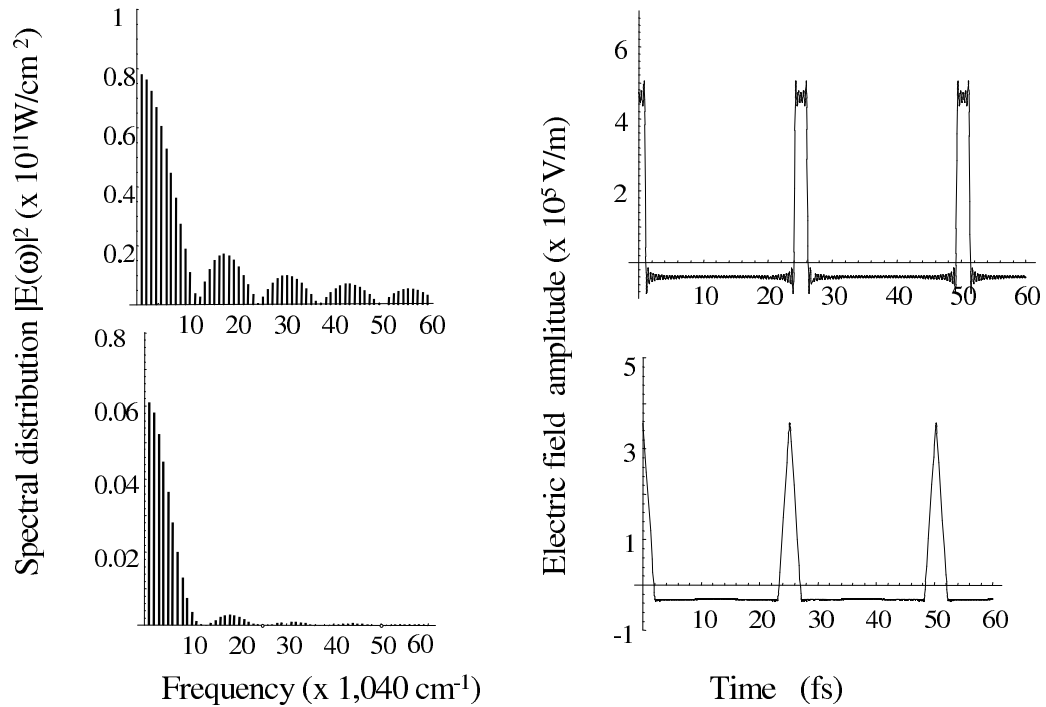 Spectral distribution |E(ω)|² (x 10¹¹W/cm ²)
1
0.8
0.6
0.4
0.2
10 20 30 40 50 60
0.8
0.06
0.04
0.02
10 20 30 40 50 60
Frequency (x 1,040 cm⁻¹)
Electric field amplitude (x 10⁵ V/m)
6
4
2
10 20 30 40 50 60
5
3
1
-1
10 20 30 40 50 60
Time (fs)